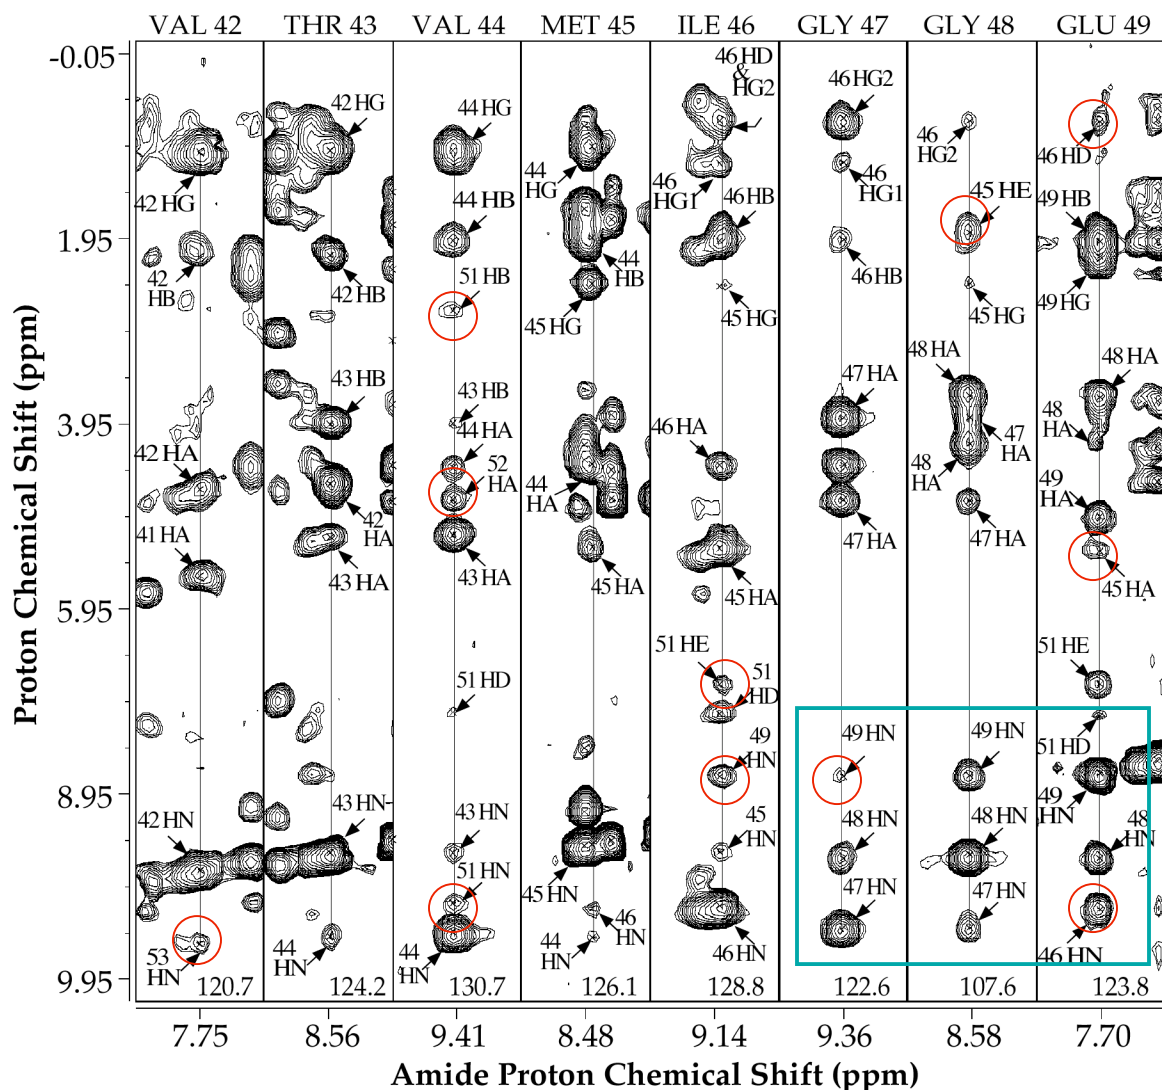 VAL 42 THR 43 VAL 44 MET 45 ILE 46 GLY 47 GLY 48 GLU 49
-0.05
1.95
3.95
5.95
8.95
9.95
Proton Chemical Shift (ppm)
42 HG
42
HB
42 HA
41 HA
42 HN
53
HN
120.7
42 HG
42 HB
43 HB
42
HA
43 HA
43 HN
44
HN
124.2
44 HG
44 HB
51 HB
43 HB
44 HA
52
HA
43 HA
51 HD
43 HN
51 HN
44
HN
130.7
44
HG
44
HB
45 HG
44
HA
45 HA
45 HN
46
HN
44
HN
126.1
46 HD
&
HG2
46
HG1
46 HB
45 HG
46 HA
45 HA
51 HE
51
HD
49
HN
45
HN
46 HN
128.8
46 HG2
46
HG1
46 HB
47 HA
47 HA
49 HN
48 HN
47 HN
122.6
46
HG2
45 HE
45 HG
48 HA
47
HA
48
HA
47 HA
49 HN
48 HN
47 HN
107.6
46 HD
49 HB
49 HG
48 HA
48
HA
49
HA
45 HA
51 HE
51 HD
49
HN
48
HN
46 HN
123.8
7.75 8.56 9.41 8.48 9.14 9.36 8.58 7.70
Amide Proton Chemical Shift (ppm)